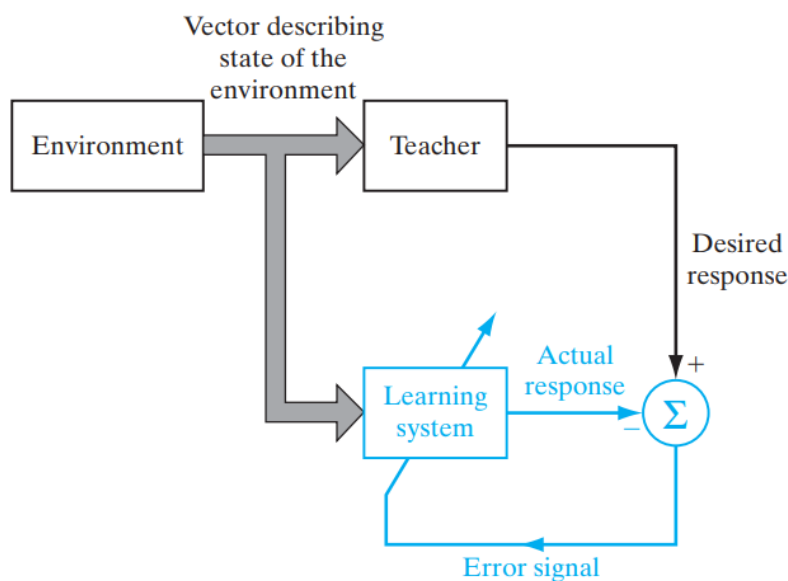 Vector describing
state of the
environment
Environment
Teacher
Desired
response
+
Actual
response
Learning
system
−
Σ
Error signal